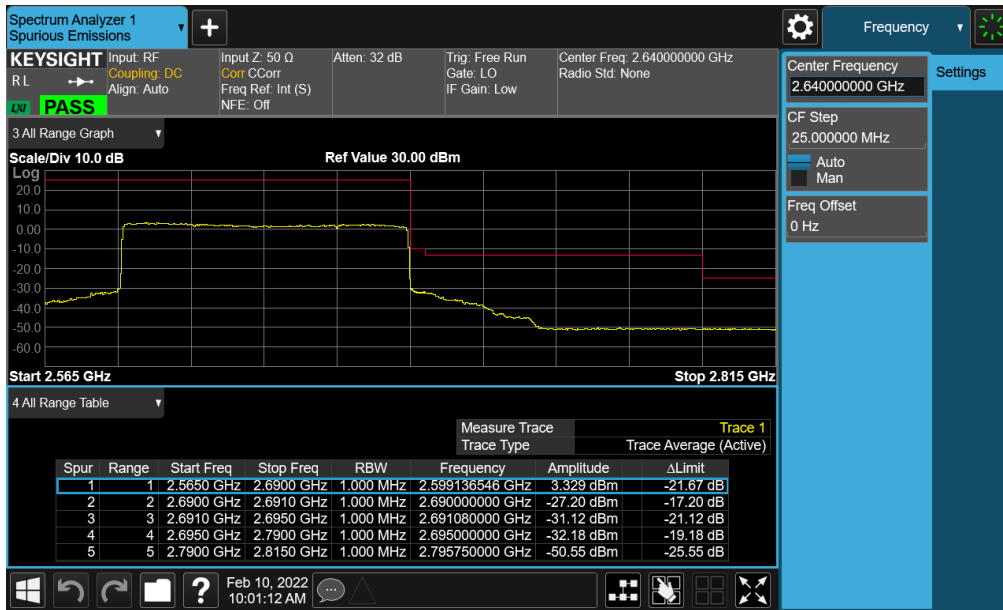 Spectrum Analyzer 1
Spurious Emissions
Frequency
KEYSIGHT
RL
LXI
PASS
Input: RF
Coupling: DC
Align: Auto
Input Z: 50 Ω
Corr CCorr
Freq Ref: Int (S)
NFE: Off
Atten: 32 dB
Trig: Free Run
Gate: LO
IF Gain: Low
Center Freq: 2.640000000 GHz
Radio Std: None
Center Frequency
2.640000000 GHz
Settings
CF Step
25.000000 MHz
Auto
Man
Freq Offset
0 Hz
3 All Range Graph
Scale/Div 10.0 dB Ref Value 30.00 dBm
Log
20.0
10.0
0.00
-10.0
-20.0
-30.0
-40.0
-50.0
-60.0
Start 2.565 GHz Stop 2.815 GHz
4 All Range Table
Measure Trace Trace 1
Trace Type Trace Average (Active)
Spur Range Start Freq Stop Freq RBW Frequency Amplitude ΔLimit
1 1 2.5650 GHz 2.6900 GHz 1.000 MHz 2.599136546 GHz 3.329 dBm -21.67 dB
2 2 2.6900 GHz 2.6910 GHz 1.000 MHz 2.690000000 GHz -27.20 dBm -17.20 dB
3 3 2.6910 GHz 2.6950 GHz 1.000 MHz 2.691080000 GHz -31.12 dBm -21.12 dB
4 4 2.6950 GHz 2.7900 GHz 1.000 MHz 2.695000000 GHz -32.18 dBm -19.18 dB
5 5 2.7900 GHz 2.8150 GHz 1.000 MHz 2.795750000 GHz -50.55 dBm -25.55 dB
?
Feb 10, 2022
10:01:12 AM